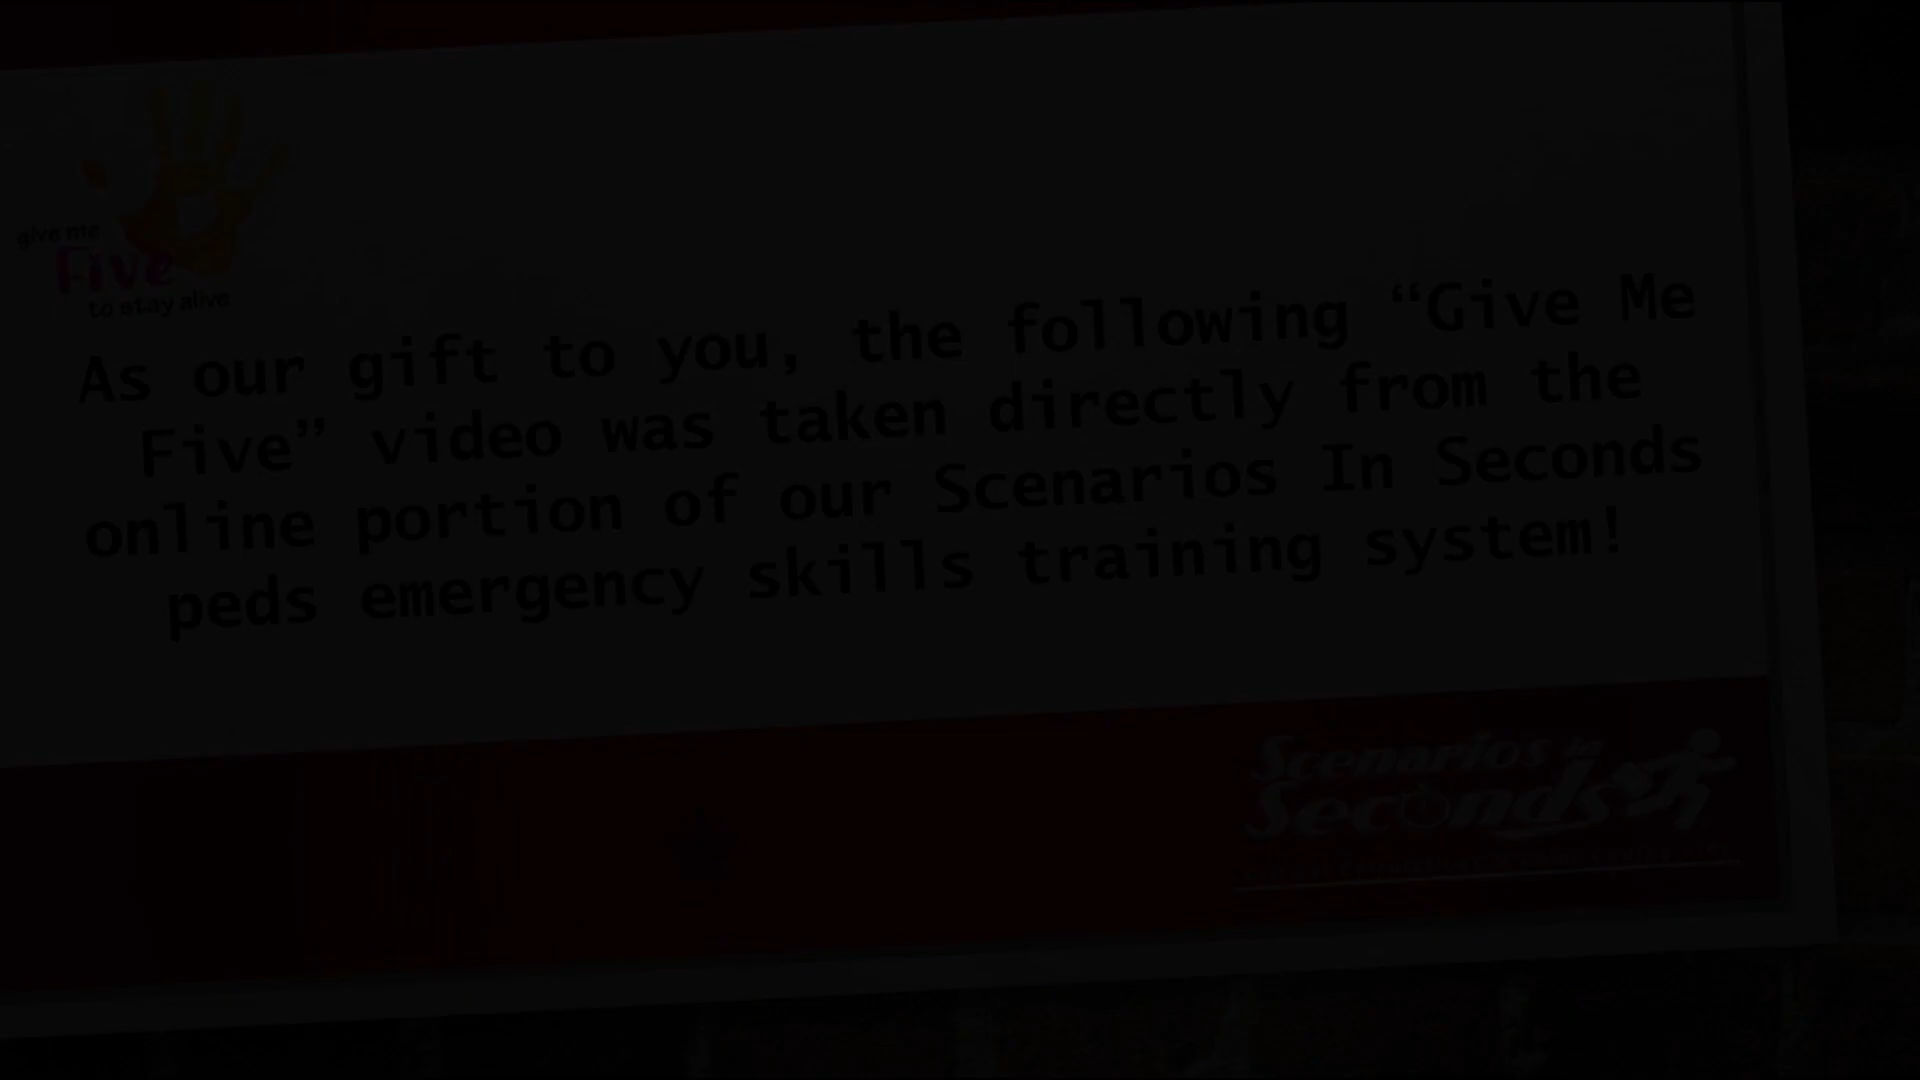 give me
Five
to stay alive
As our gift to you, the following “Give Me
Five” video was taken directly from the
online portion of our Scenarios In Seconds
peds emergency skills training system!
Scenarios in
Seconds